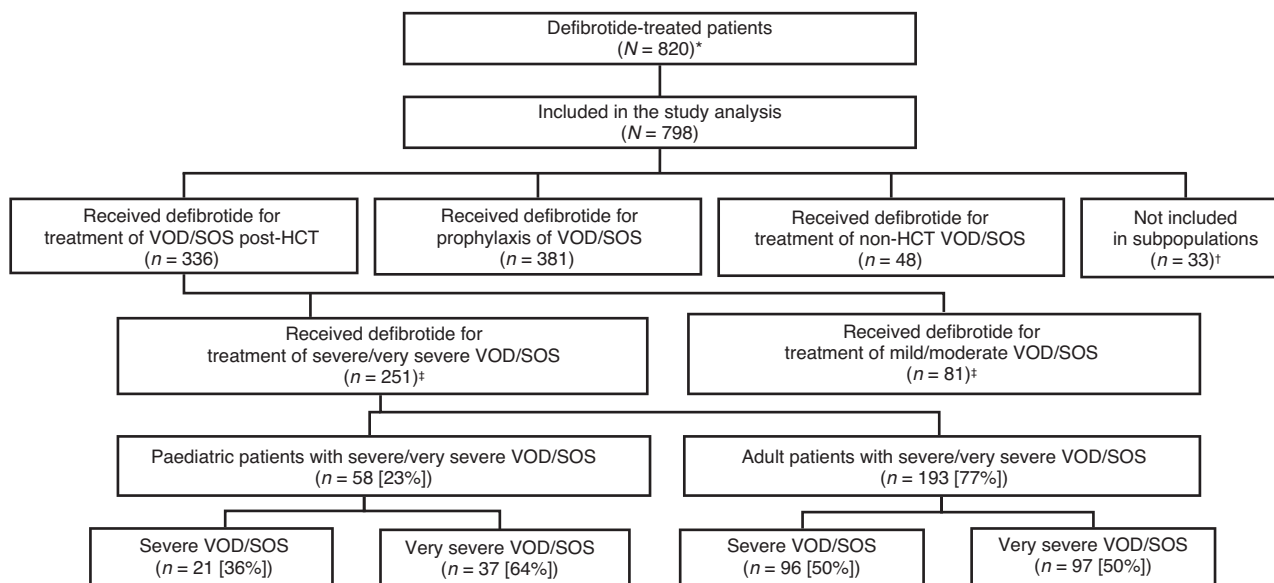 Defibrotide-treated patients
(N = 820)*
Included in the study analysis
(N = 798)
Received defibrotide for
treatment of VOD/SOS post-HCT
(n = 336)
Received defibrotide for
prophylaxis of VOD/SOS
(n = 381)
Received defibrotide for
treatment of non-HCT VOD/SOS
(n = 48)
Not included
in subpopulations
(n = 33)†
Received defibrotide for
treatment of severe/very severe VOD/SOS
(n = 251)‡
Received defibrotide for
treatment of mild/moderate VOD/SOS
(n = 81)‡
Paediatric patients with severe/very severe VOD/SOS
(n = 58 [23%])
Adult patients with severe/very severe VOD/SOS
(n = 193 [77%])
Severe VOD/SOS
(n = 21 [36%])
Very severe VOD/SOS
(n = 37 [64%])
Severe VOD/SOS
(n = 96 [50%])
Very severe VOD/SOS
(n = 97 [50%])